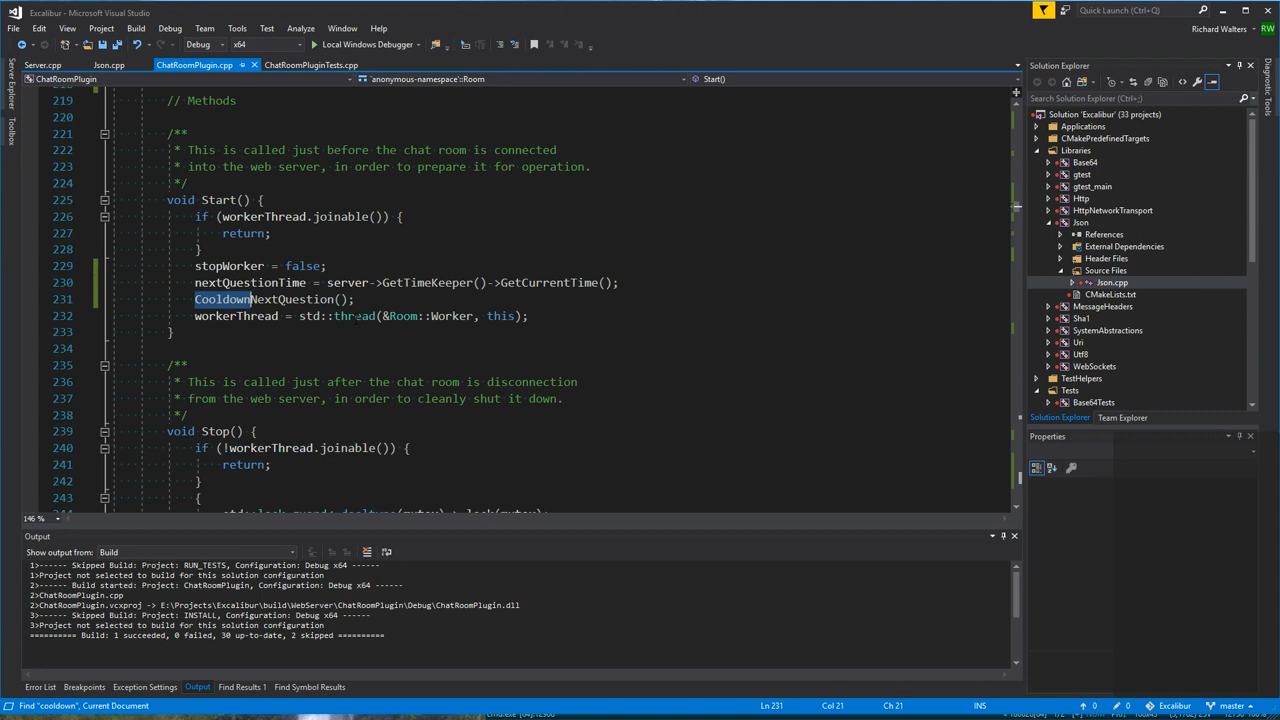 Excalibur - Microsoft Visual Studio
Quick Launch (Ctrl+Q)
File Edit View Project Build Debug Team Tools Test Analyze Window Help
Richard Walters RW
Debug x64 Local Windows Debugger
Server.cpp Json.cpp ChatRoomPlugin.cpp ChatRoomPluginTests.cpp
ChatRoomPlugin `anonymous-namespace'::Room Start()
Server Explorer
Toolbox
219 // Methods
220
221 /**
222 * This is called just before the chat room is connected
223 * into the web server, in order to prepare it for operation.
224 */
225 void Start() {
226 if (workerThread.joinable()) {
227 return;
228 }
229 stopWorker = false;
230 nextQuestionTime = server->GetTimeKeeper()->GetCurrentTime();
231 CooldownNextQuestion();
232 workerThread = std::thread(&Room::Worker, this);
233 }
234
235 /**
236 * This is called just after the chat room is disconnection
237 * from the web server, in order to cleanly shut it down.
238 */
239 void Stop() {
240 if (!workerThread.joinable()) {
241 return;
242 }
243 {
146 %
Solution Explorer
Search Solution Explorer (Ctrl+;)
Solution 'Excalibur' (33 projects)
Applications
CMakePredefinedTargets
Libraries
Base64
gtest
gtest_main
Http
HttpNetworkTransport
Json
References
External Dependencies
Header Files
Source Files
Json.cpp
CMakeLists.txt
Sha1
SystemAbstractions
Uri
Utf8
WebSockets
TestHelpers
Tests
Base64Tests
Solution Explorer Team Explorer
Properties
Diagnostic Tools
Output
Show output from: Build
1>------ Skipped Build: Project: RUN_TESTS, Configuration: Debug x64 ------
1>Project not selected to build for this solution configuration
2>------ Build started: Project: ChatRoomPlugin, Configuration: Debug x64 ------
2>ChatRoomPlugin.cpp
2>ChatRoomPlugin.vcxproj -> E:\Projects\Excalibur\build\WebServer\ChatRoomPlugin\Debug\ChatRoomPlugin.dll
3>------ Skipped Build: Project: INSTALL, Configuration: Debug x64 ------
3>Project not selected to build for this solution configuration
========== Build: 1 succeeded, 0 failed, 30 up-to-date, 2 skipped ==========
Error List Breakpoints Exception Settings Output Find Results 1 Find Symbol Results
Find "cooldown", Current Document Ln 231 Col 21 Ch 21 INS 0 0 Excalibur master